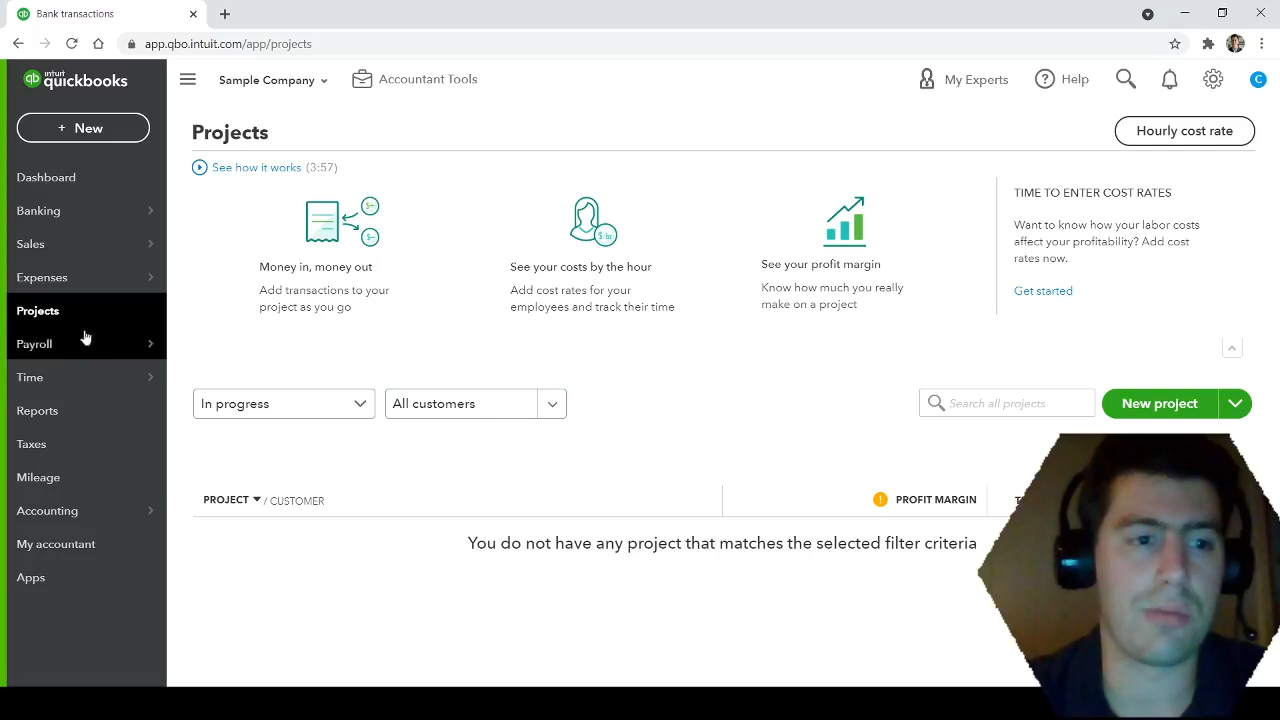 Bank transactions
app.qbo.intuit.com/app/projects
intuit
quickbooks
Sample Company
Accountant Tools
My Experts
Help
C
+ New
Projects
Hourly cost rate
See how it works (3:57)
Dashboard
Banking
Sales
Expenses
Projects
Payroll
Time
Reports
Taxes
Mileage
Accounting
My accountant
Apps
Money in, money out
Add transactions to your
project as you go
$/hr
See your costs by the hour
Add cost rates for your
employees and track their time
See your profit margin
Know how much you really
make on a project
TIME TO ENTER COST RATES
Want to know how your labor costs
affect your profitability? Add cost
rates now.
Get started
In progress
All customers
Search all projects
New project
PROJECT / CUSTOMER
PROFIT MARGIN
You do not have any project that matches the selected filter criteria